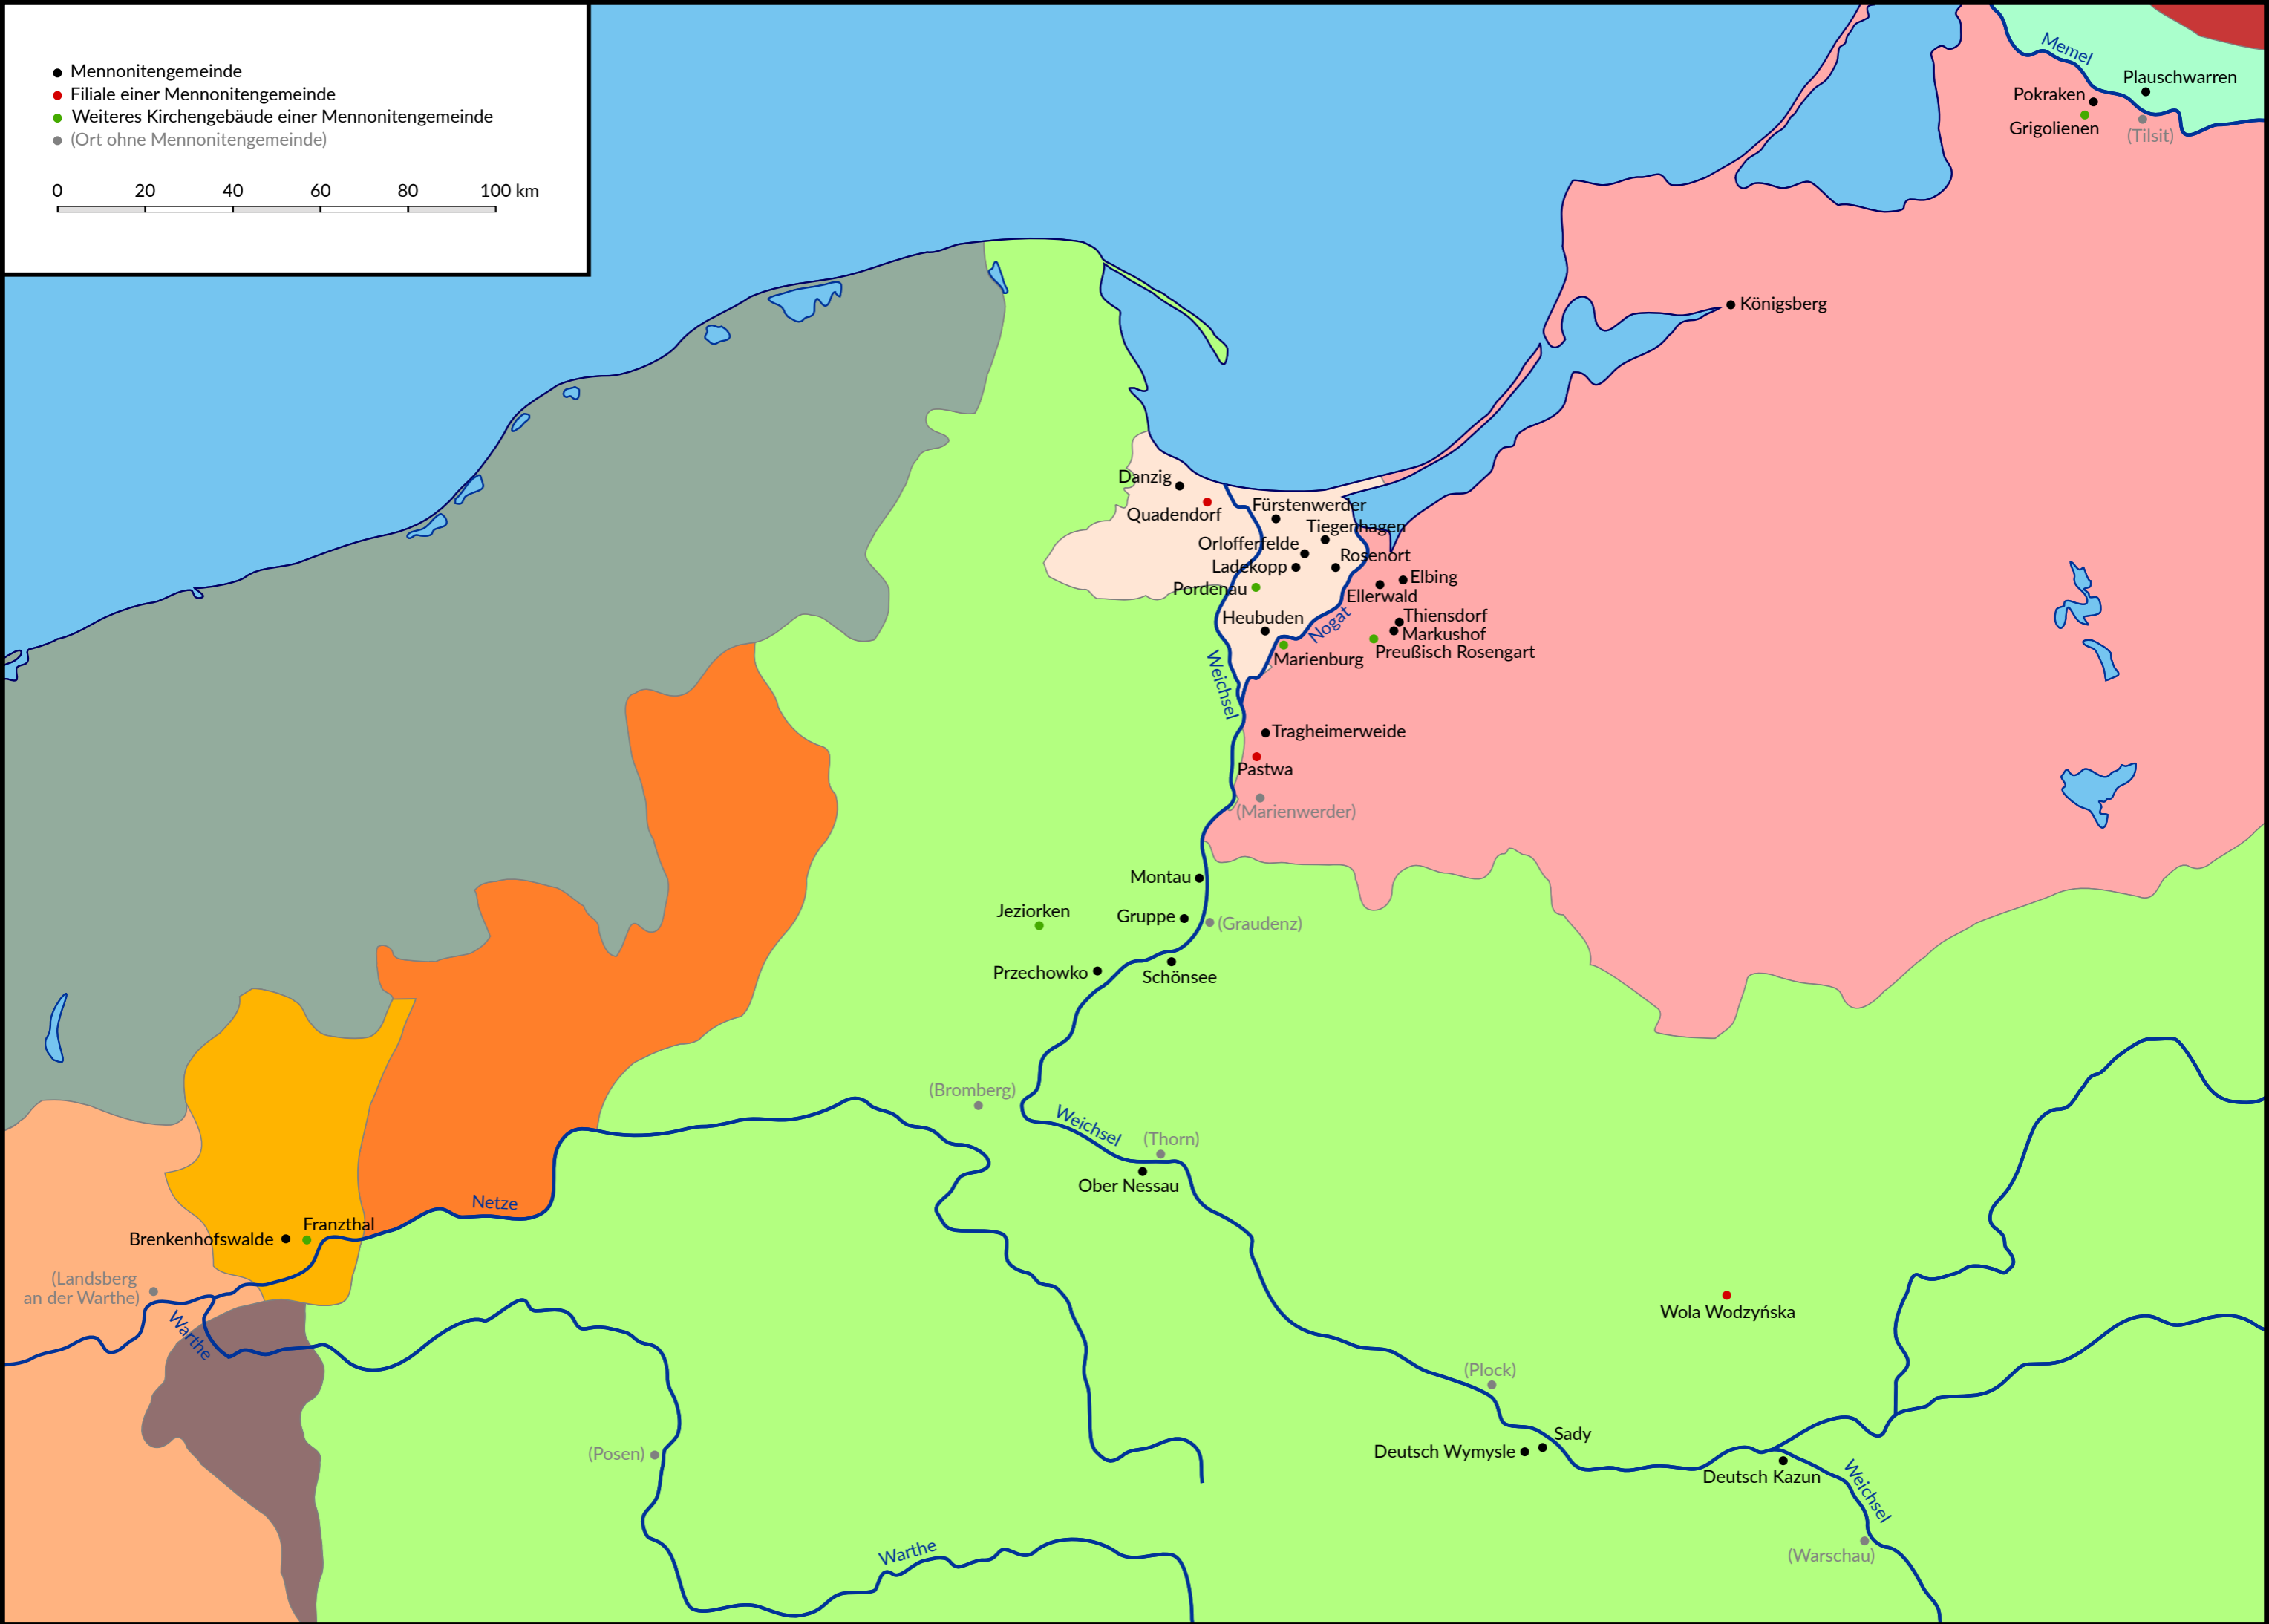 Mennonitengemeinde
Filiale einer Mennonitengemeinde
Weiteres Kirchengebäude einer Mennonitengemeinde
(Ort ohne Mennonitengemeinde)
0 20 40 60 80 100 km
Memel
Plauschwarren
Pokraken
Grigolienen
(Tilsit)
Königsberg
Danzig
Quadendorf
Fürstenwerder
Tiegenhagen
Orlofferfelde
Rosenort
Ladekopp
Elbing
Pordenau
Ellerwald
Heubuden
Nogat
Thiensdorf
Markushof
Preußisch Rosengart
Marienburg
Weichsel
Tragheimerweide
Pastwa
(Marienwerder)
Montau
Jeziorken
Gruppe
(Graudenz)
Przechowko
Schönsee
(Bromberg)
Weichsel
(Thorn)
Ober Nessau
Netze
Franzthal
Brenkenhofswalde
(Landsberg
an der Warthe)
Warthe
Wola Wodzyńska
(Plock)
Sady
Deutsch Wymysle
(Posen)
Deutsch Kazun
Weichsel
Warthe
(Warschau)